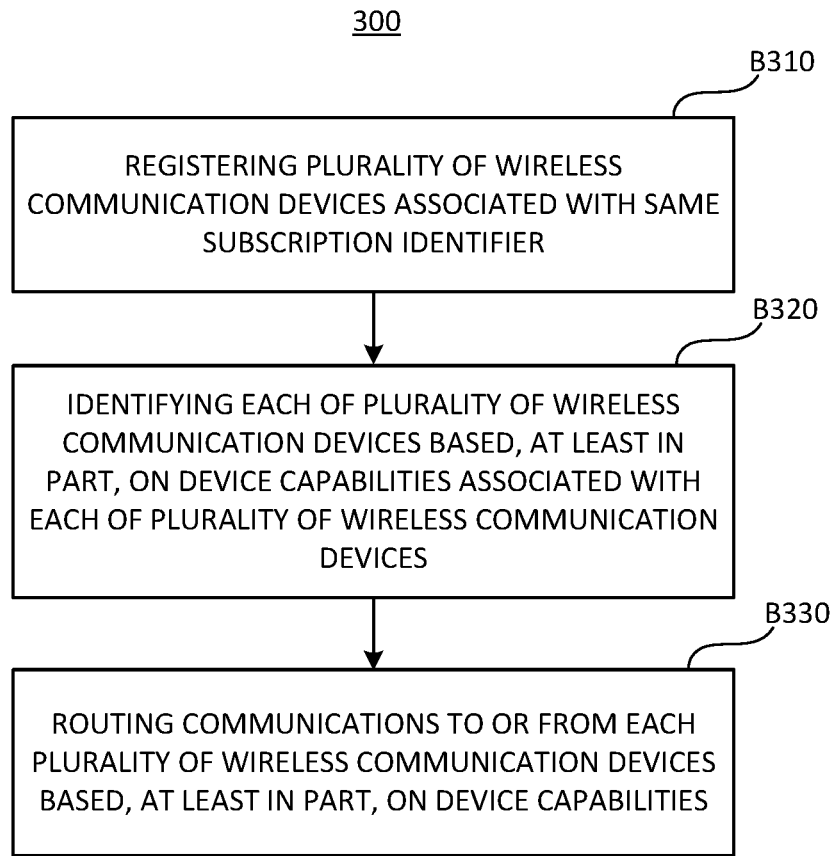 300
B310
REGISTERING PLURALITY OF WIRELESS
COMMUNICATION DEVICES ASSOCIATED WITH SAME
SUBSCRIPTION IDENTIFIER
B320
IDENTIFYING EACH OF PLURALITY OF WIRELESS
COMMUNICATION DEVICES BASED, AT LEAST IN
PART, ON DEVICE CAPABILITIES ASSOCIATED WITH
EACH OF PLURALITY OF WIRELESS COMMUNICATION
DEVICES
B330
ROUTING COMMUNICATIONS TO OR FROM EACH
PLURALITY OF WIRELESS COMMUNICATION DEVICES
BASED, AT LEAST IN PART, ON DEVICE CAPABILITIES